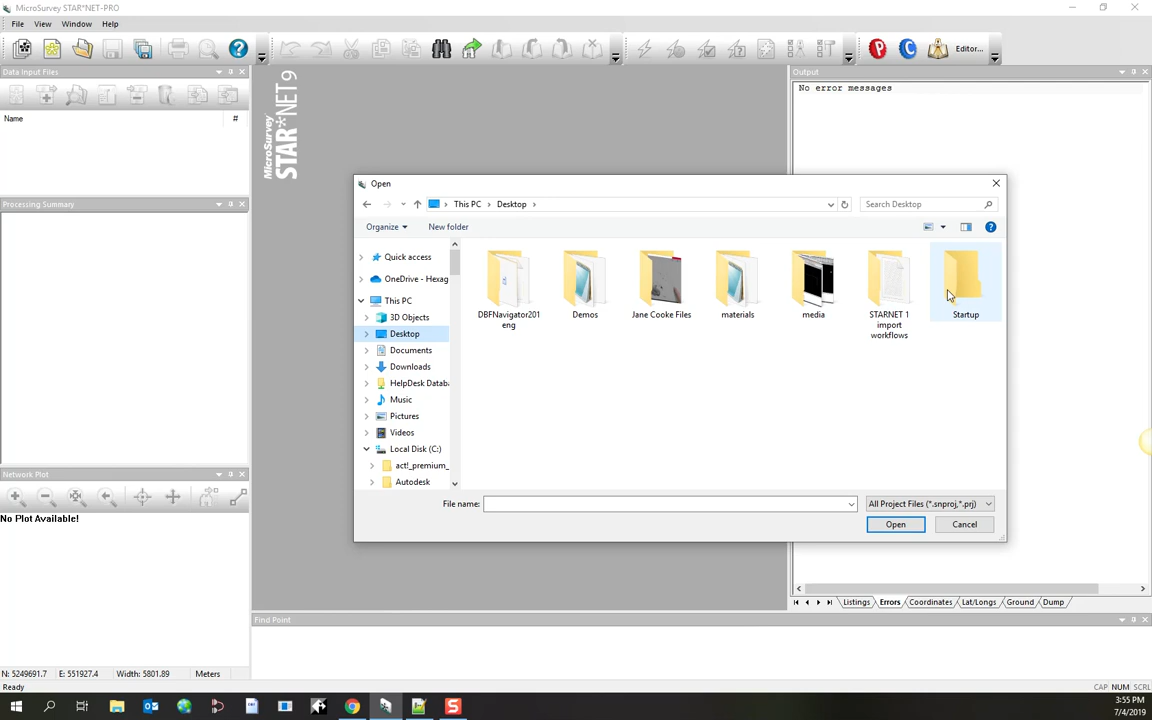 MicroSurvey STAR*NET-PRO
File View Window Help
Editor...
Data Input Files
Name #
Processing Summary
Network Plot
No Plot Available!
MicroSurvey
STAR*NET 9
Output
No error messages
Open
This PC > Desktop >
Search Desktop
Organize New folder
Quick access
OneDrive - Hexag
This PC
3D Objects
Desktop
Documents
Downloads
HelpDesk Datab
Music
Pictures
Videos
Local Disk (C:)
act!_premium_
Autodesk
DBFNavigator201
eng
Demos
Jane Cooke Files
materials
media
STARNET 1
import
workflows
Startup
File name:
All Project Files (*.snproj,*.prj)
Open Cancel
Listings Errors Coordinates Lat/Longs Ground Dump
Find Point
N: 5249691.7 E: 551927.4 Width: 5801.89 Meters
Ready
CAP NUM SCRL
3:55 PM
7/4/2019